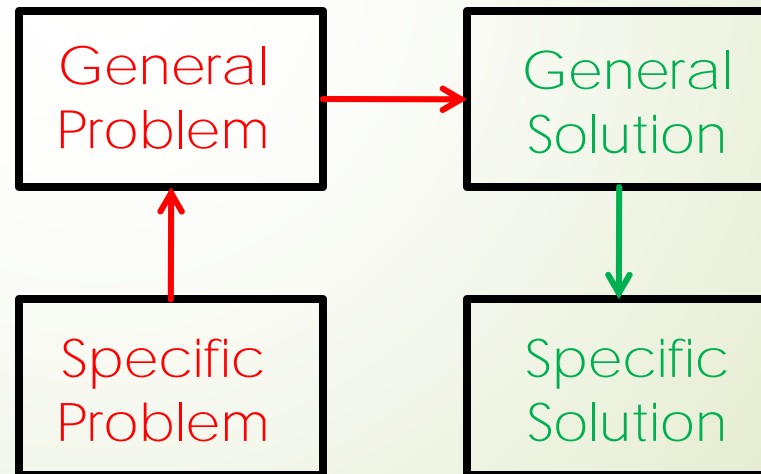 General
Problem
General
Solution
Specific
Problem
Specific
Solution